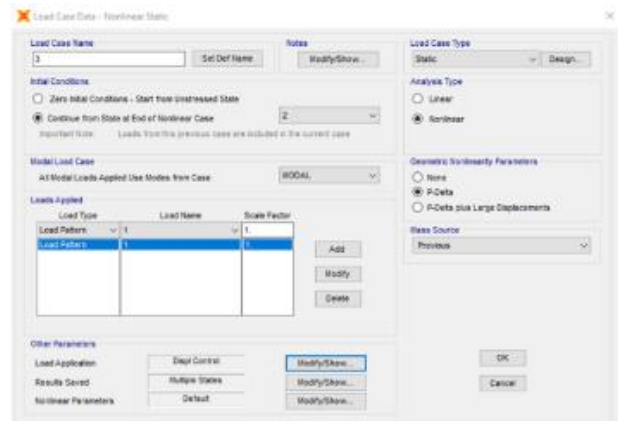 Load Case Data - Nonlinear Static
Load Case Name
3
Set Def Name
Notes
Modify/Show...
Load Case Type
Static
Design...
Initial Conditions
Zero Initial Conditions - Start from Unstressed State
Continue from State at End of Nonlinear Case
2
Important Note: Loads from this previous case are included in the current case
Analysis Type
Linear
Nonlinear
Modal Load Case
All Modal Loads Applied Use Modes from Case
MODAL
Geometric Nonlinearity Parameters
None
P-Delta
P-Delta plus Large Displacements
Loads Applied
Load Type Load Name Scale Factor
Load Pattern 1 1.
Load Pattern 1 1.
Add
Modify
Delete
Mass Source
Previous
Other Parameters
Load Application Displ Control Modify/Show...
Results Saved Multiple States Modify/Show...
Nonlinear Parameters Default Modify/Show...
OK
Cancel